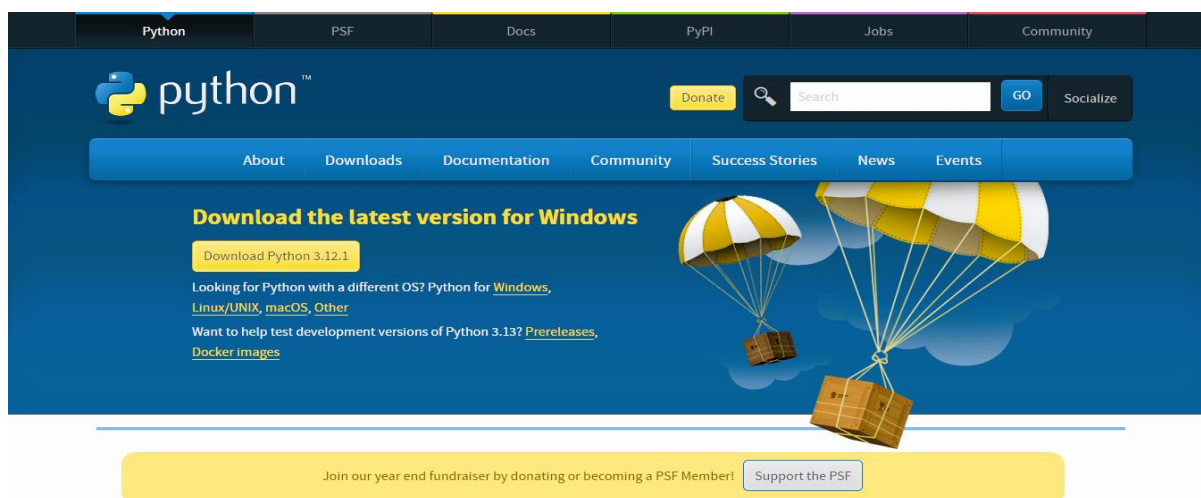 Python PSF Docs PyPI Jobs Community
python™ Donate Search GO Socialize
About Downloads Documentation Community Success Stories News Events
Download the latest version for Windows
Download Python 3.12.1
Looking for Python with a different OS? Python for Windows,
Linux/UNIX, macOS, Other
Want to help test development versions of Python 3.13? Prereleases,
Docker images
Join our year end fundraiser by donating or becoming a PSF Member! Support the PSF